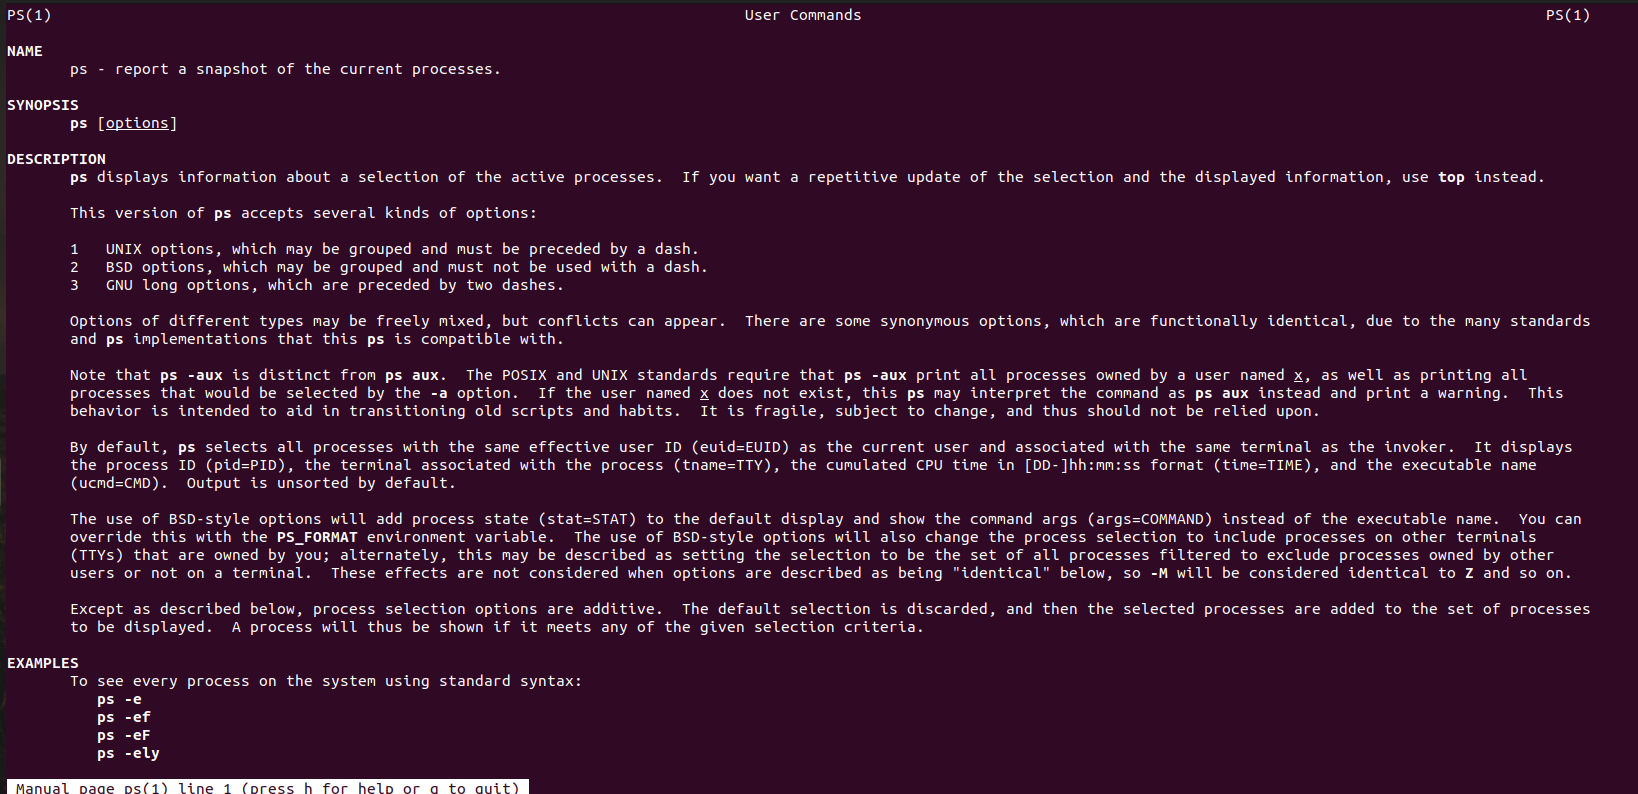 PS(1) User Commands PS(1)
NAME
ps - report a snapshot of the current processes.
SYNOPSIS
ps [options]
DESCRIPTION
ps displays information about a selection of the active processes.  If you want a repetitive update of the selection and the displayed information, use top instead.
This version of ps accepts several kinds of options:
1   UNIX options, which may be grouped and must be preceded by a dash.
2   BSD options, which may be grouped and must not be used with a dash.
3   GNU long options, which are preceded by two dashes.
Options of different types may be freely mixed, but conflicts can appear.  There are some synonymous options, which are functionally identical, due to the many standards
and ps implementations that this ps is compatible with.
Note that ps -aux is distinct from ps aux.  The POSIX and UNIX standards require that ps -aux print all processes owned by a user named x, as well as printing all
processes that would be selected by the -a option.  If the user named x does not exist, this ps may interpret the command as ps aux instead and print a warning.  This
behavior is intended to aid in transitioning old scripts and habits.  It is fragile, subject to change, and thus should not be relied upon.
By default, ps selects all processes with the same effective user ID (euid=EUID) as the current user and associated with the same terminal as the invoker.  It displays
the process ID (pid=PID), the terminal associated with the process (tname=TTY), the cumulated CPU time in [DD-]hh:mm:ss format (time=TIME), and the executable name
(ucmd=CMD).  Output is unsorted by default.
The use of BSD-style options will add process state (stat=STAT) to the default display and show the command args (args=COMMAND) instead of the executable name.  You can
override this with the PS_FORMAT environment variable.  The use of BSD-style options will also change the process selection to include processes on other terminals
(TTYs) that are owned by you; alternately, this may be described as setting the selection to be the set of all processes filtered to exclude processes owned by other
users or not on a terminal.  These effects are not considered when options are described as being "identical" below, so -M will be considered identical to Z and so on.
Except as described below, process selection options are additive.  The default selection is discarded, and then the selected processes are added to the set of processes
to be displayed.  A process will thus be shown if it meets any of the given selection criteria.
EXAMPLES
To see every process on the system using standard syntax:
ps -e
ps -ef
ps -eF
ps -ely
Manual page ps(1) line 1 (press h for help or q to quit)